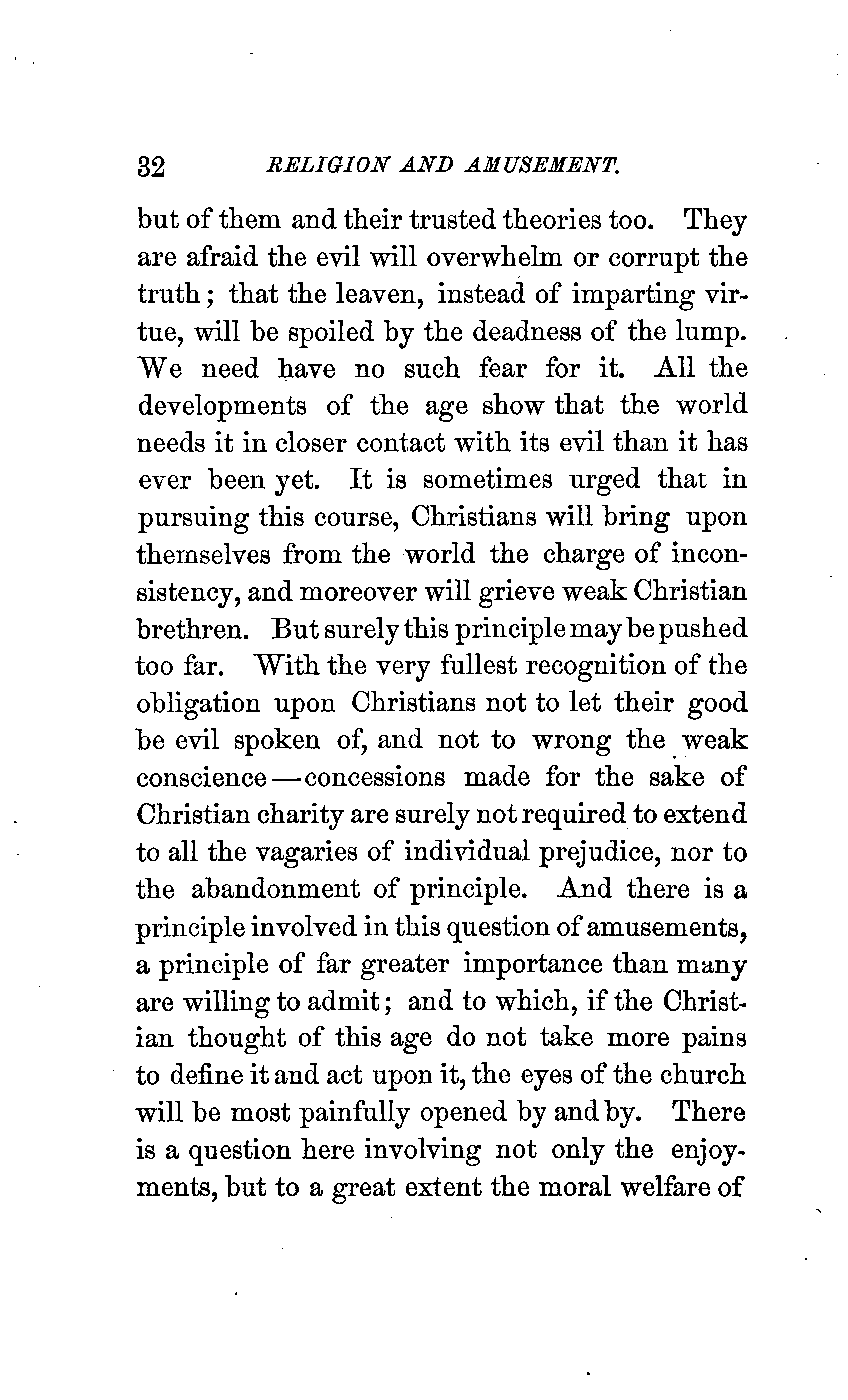 32 RELIGION AND AMUSEMENT.
but of them and their trusted theories too. They
are afraid the evil will overwhelm or corrupt the
truth; that the leaven, instead of imparting vir-
tue, will be spoiled by the deadness of the lump.
We need have no such fear for it. All the
developments of the age show that the world
needs it in closer contact with its evil than it has
ever been yet. It is sometimes urged that in
pursuing this course, Christians will bring upon
themselves from the world the charge of incon-
sistency, and moreover will grieve weak Christian
brethren. But surely this principle may be pushed
too far. With the very fullest recognition of the
obligation upon Christians not to let their good
be evil spoken of, and not to wrong the weak
conscience—concessions made for the sake of
Christian charity are surely not required to extend
to all the vagaries of individual prejudice, nor to
the abandonment of principle. And there is a
principle involved in this question of amusements,
a principle of far greater importance than many
are willing to admit; and to which, if the Christ-
ian thought of this age do not take more pains
to define it and act upon it, the eyes of the church
will be most painfully opened by and by. There
is a question here involving not only the enjoy-
ments, but to a great extent the moral welfare of